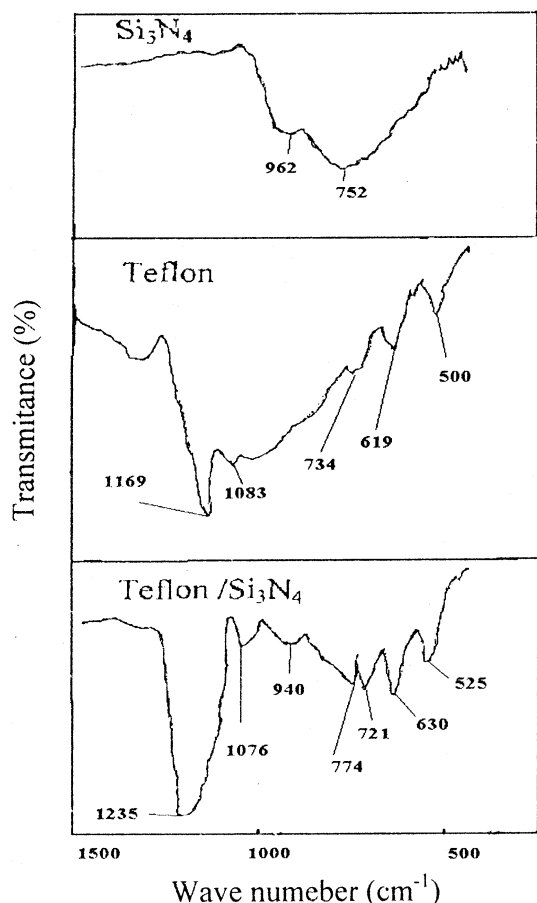 Si₃N₄
962
752
Teflon
1169
1083
734
619
500
Teflon /Si₃N₄
1235
1076
940
774
721
630
525
1500 1000 500
Wave numeber (cm⁻¹)
Transmitance (%)